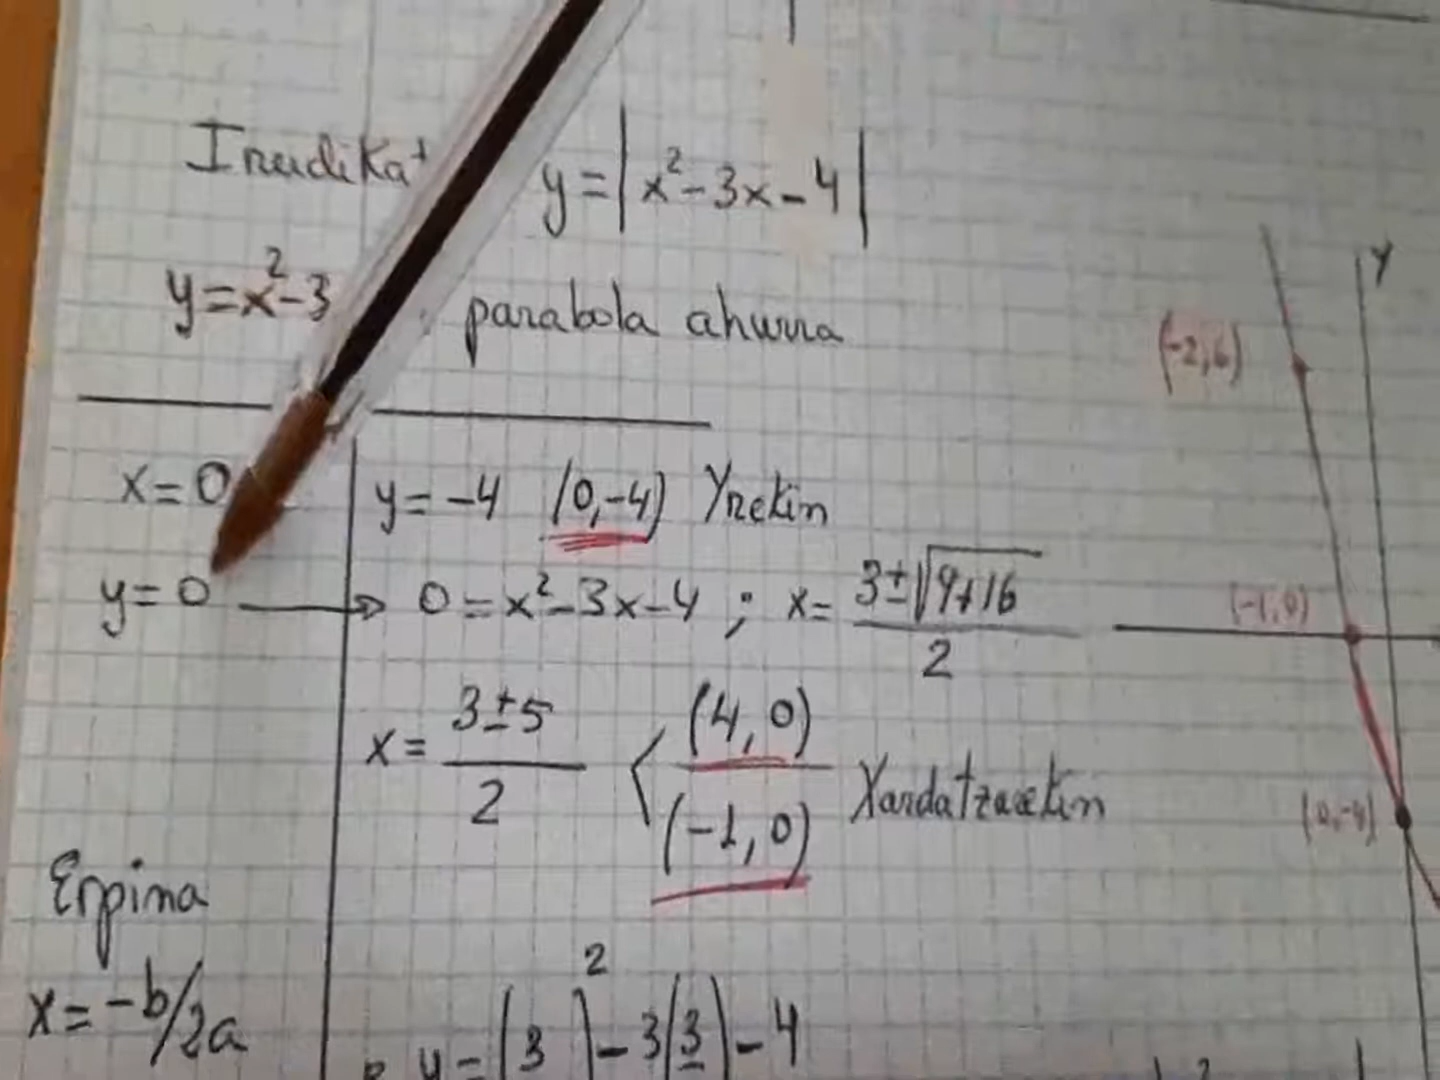 y = |x² - 3x - 4|
y = x² - 3 parabola ahurra
x = 0 y = -4 (0, -4) Yrekin
y = 0 → 0 = x² - 3x - 4 ; x = (3 ± √(9+16))/2
x = (3 ± 5)/2 < (4, 0)
(-1, 0) Xardatzarekin
Erpina
x = -b/2a
y = (3 )² - 3(3) - 4
Y
(-2, 6)
(-1, 0)
(0, -4)